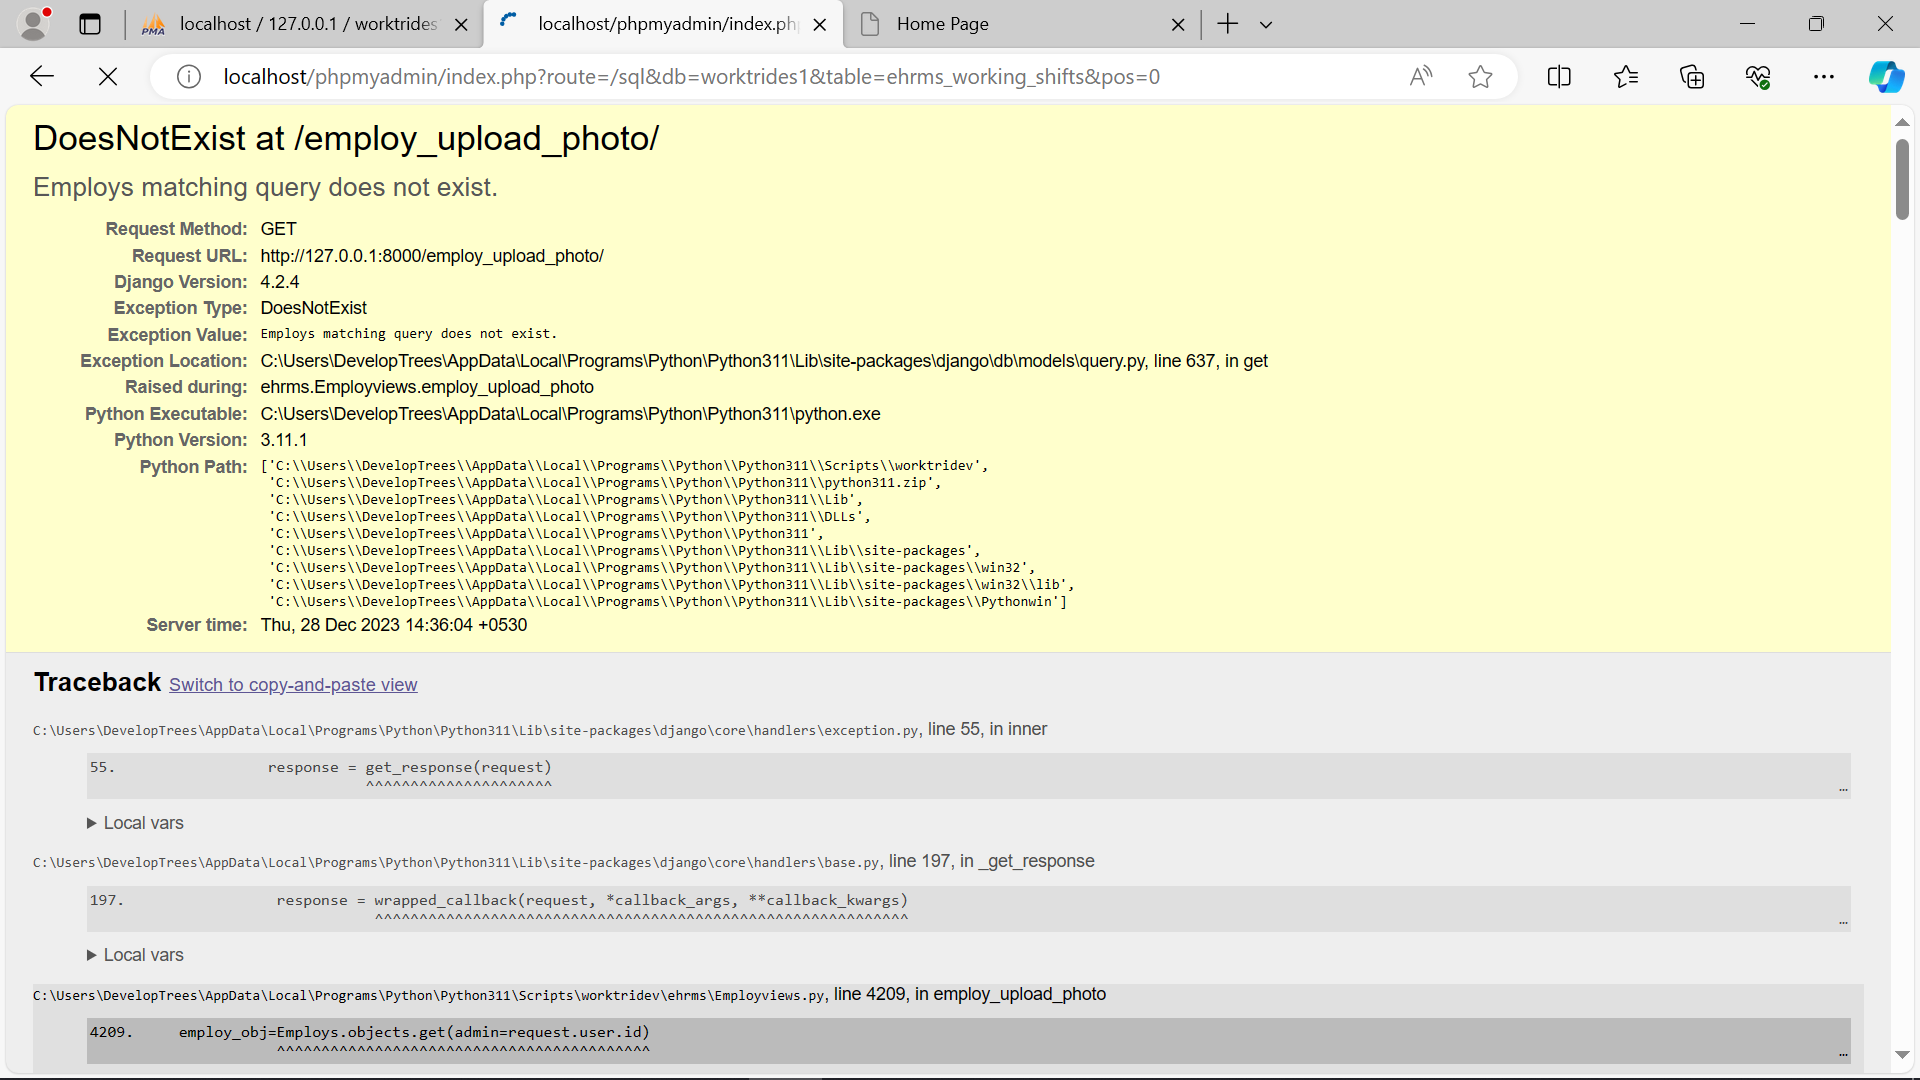 localhost / 127.0.0.1 / worktrides
localhost/phpmyadmin/index.ph
Home Page
localhost/phpmyadmin/index.php?route=/sql&db=worktrides1&table=ehrms_working_shifts&pos=0
DoesNotExist at /employ_upload_photo/
Employs matching query does not exist.
Request Method: GET
Request URL: http://127.0.0.1:8000/employ_upload_photo/
Django Version: 4.2.4
Exception Type: DoesNotExist
Exception Value: Employs matching query does not exist.
Exception Location: C:\Users\DevelopTrees\AppData\Local\Programs\Python\Python311\Lib\site-packages\django\db\models\query.py, line 637, in get
Raised during: ehrms.Employviews.employ_upload_photo
Python Executable: C:\Users\DevelopTrees\AppData\Local\Programs\Python\Python311\python.exe
Python Version: 3.11.1
Python Path: ['C:\\Users\\DevelopTrees\\AppData\\Local\\Programs\\Python\\Python311\\Scripts\\worktridev',
'C:\\Users\\DevelopTrees\\AppData\\Local\\Programs\\Python\\Python311\\python311.zip',
'C:\\Users\\DevelopTrees\\AppData\\Local\\Programs\\Python\\Python311\\Lib',
'C:\\Users\\DevelopTrees\\AppData\\Local\\Programs\\Python\\Python311\\DLLs',
'C:\\Users\\DevelopTrees\\AppData\\Local\\Programs\\Python\\Python311',
'C:\\Users\\DevelopTrees\\AppData\\Local\\Programs\\Python\\Python311\\Lib\\site-packages',
'C:\\Users\\DevelopTrees\\AppData\\Local\\Programs\\Python\\Python311\\Lib\\site-packages\\win32',
'C:\\Users\\DevelopTrees\\AppData\\Local\\Programs\\Python\\Python311\\Lib\\site-packages\\win32\\lib',
'C:\\Users\\DevelopTrees\\AppData\\Local\\Programs\\Python\\Python311\\Lib\\site-packages\\Pythonwin']
Server time: Thu, 28 Dec 2023 14:36:04 +0530
Traceback Switch to copy-and-paste view
C:\Users\DevelopTrees\AppData\Local\Programs\Python\Python311\Lib\site-packages\django\core\handlers\exception.py, line 55, in inner
55. response = get_response(request)
^^^^^^^^^^^^^^^^^^^^^ …
▶ Local vars
C:\Users\DevelopTrees\AppData\Local\Programs\Python\Python311\Lib\site-packages\django\core\handlers\base.py, line 197, in _get_response
197. response = wrapped_callback(request, *callback_args, **callback_kwargs)
^^^^^^^^^^^^^^^^^^^^^^^^^^^^^^^^^^^^^^^^^^^^^^^^^^^^^^^^^^^^ …
▶ Local vars
C:\Users\DevelopTrees\AppData\Local\Programs\Python\Python311\Scripts\worktridev\ehrms\Employviews.py, line 4209, in employ_upload_photo
4209. employ_obj=Employs.objects.get(admin=request.user.id)
^^^^^^^^^^^^^^^^^^^^^^^^^^^^^^^^^^^^^^^^^^ …